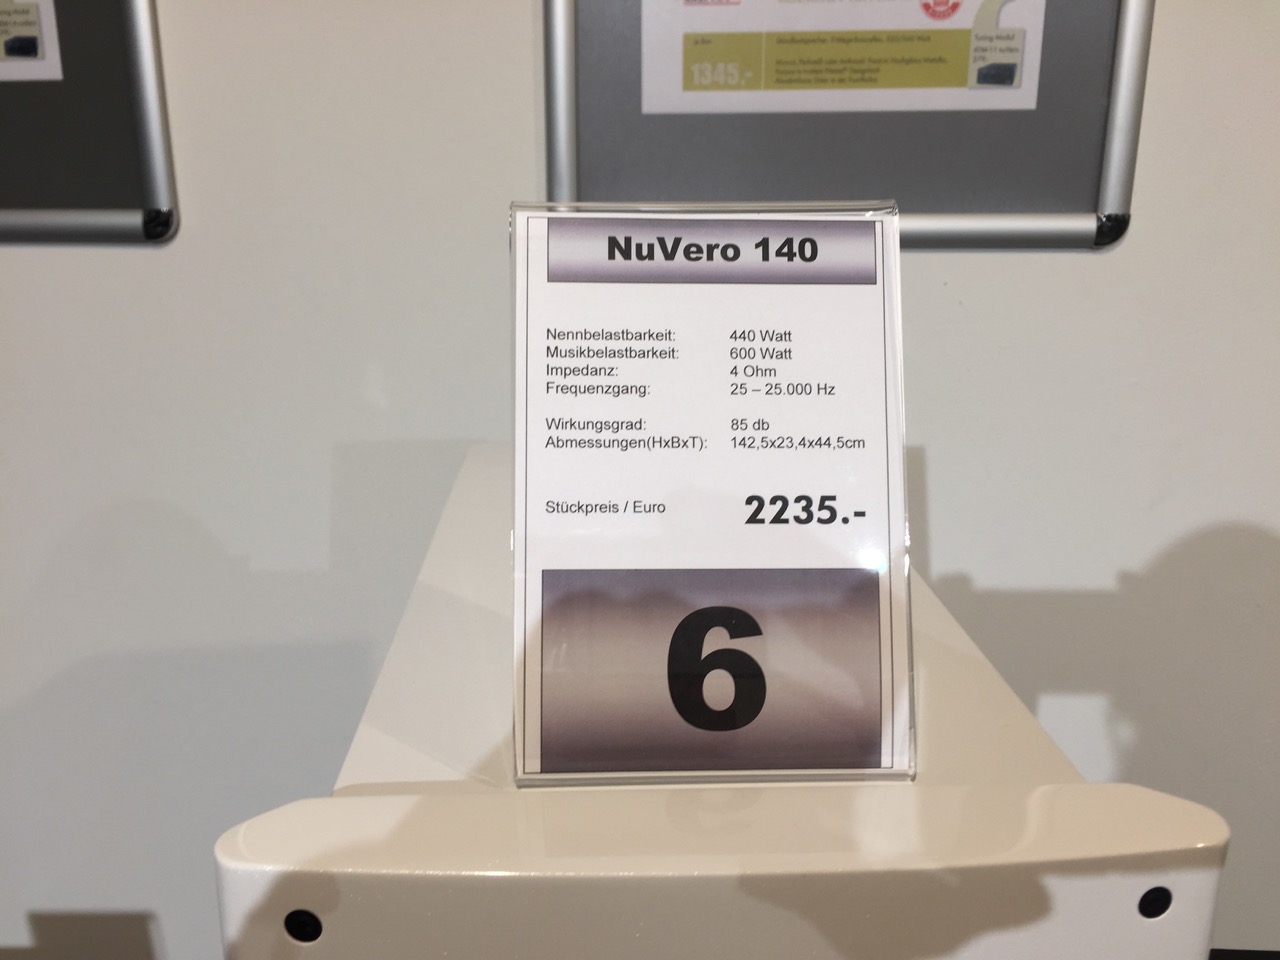 1345.-
NuVero 140
Nennbelastbarkeit: 440 Watt
Musikbelastbarkeit: 600 Watt
Impedanz: 4 Ohm
Frequenzgang: 25 – 25.000 Hz
Wirkungsgrad: 85 db
Abmessungen(HxBxT): 142,5x23,4x44,5cm
Stückpreis / Euro 2235.-
6